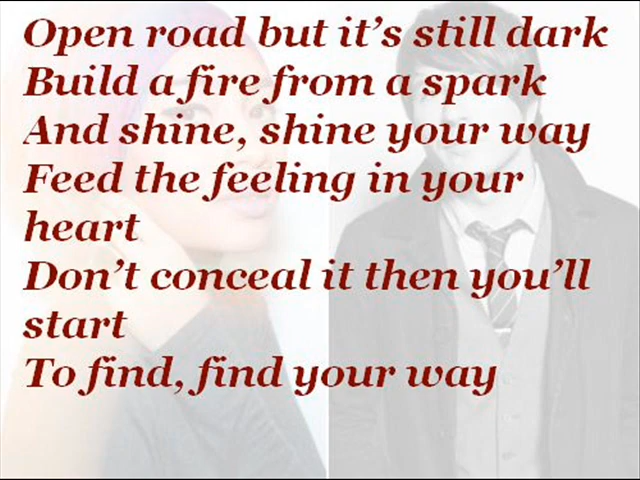 Open road but it’s still dark
Build a fire from a spark
And shine, shine your way
Feed the feeling in your
heart
Don’t conceal it then you’ll
start
To find, find your way